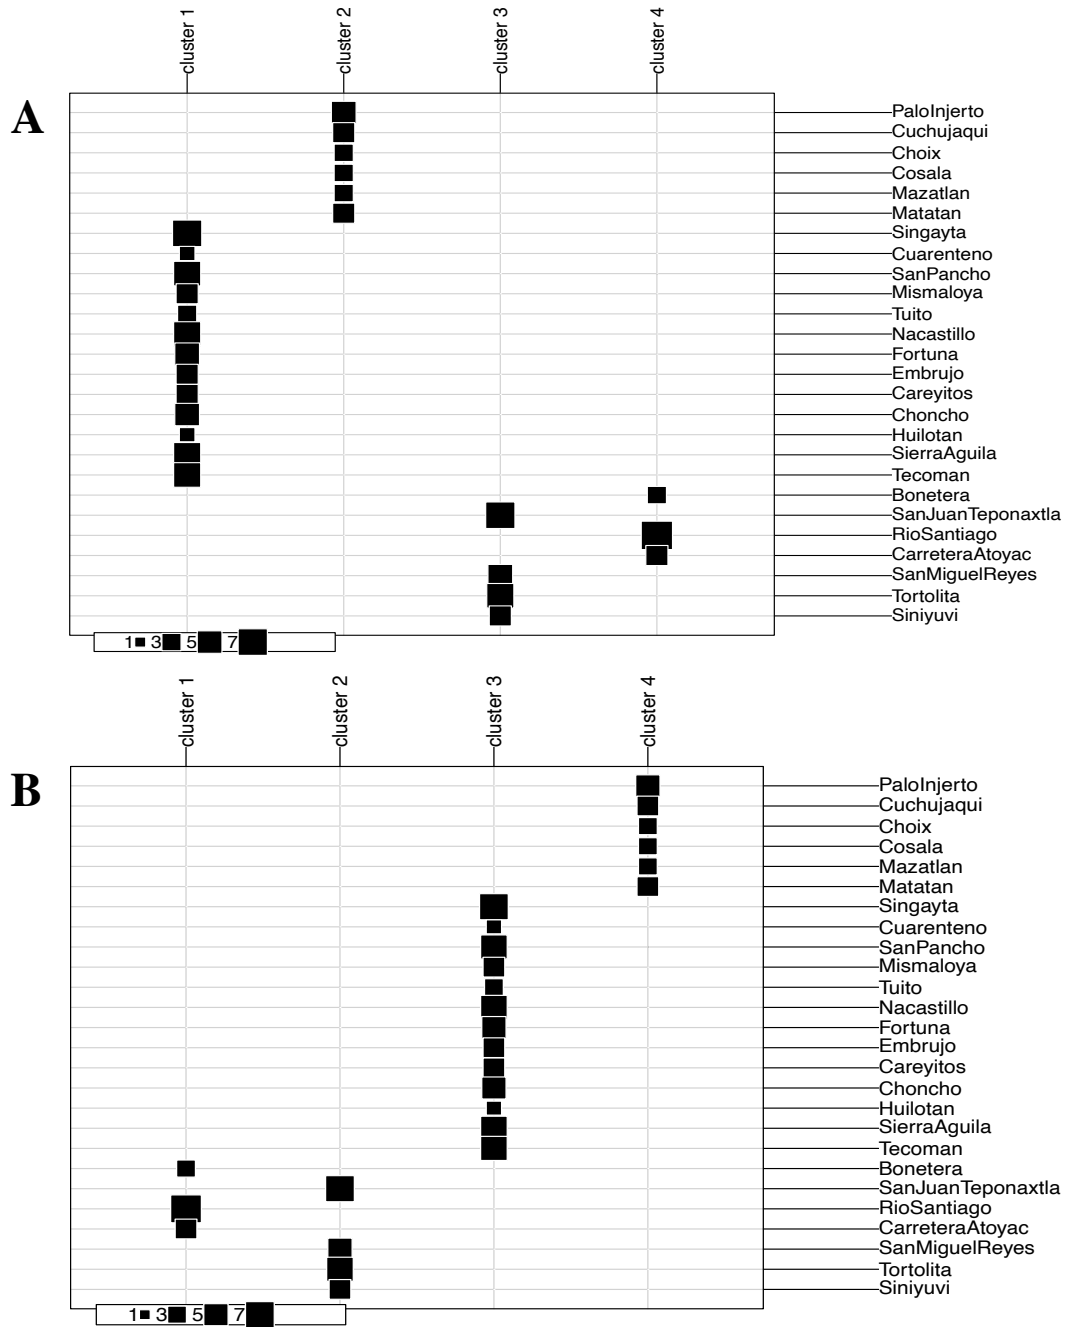 cluster 1
cluster 2
cluster 3
cluster 4
A
PaloInjerto
Cuchujaqui
Choix
Cosala
Mazatlan
Matatan
Singayta
Cuarenteno
SanPancho
Mismaloya
Tuito
Nacastillo
Fortuna
Embrujo
Careyitos
Choncho
Huilotan
SierraAguila
Tecoman
Bonetera
SanJuanTeponaxtla
RioSantiago
CarreteraAtoyac
SanMiguelReyes
Tortolita
Siniyuvi
1 3 5 7
cluster 1
cluster 2
cluster 3
cluster 4
B
PaloInjerto
Cuchujaqui
Choix
Cosala
Mazatlan
Matatan
Singayta
Cuarenteno
SanPancho
Mismaloya
Tuito
Nacastillo
Fortuna
Embrujo
Careyitos
Choncho
Huilotan
SierraAguila
Tecoman
Bonetera
SanJuanTeponaxtla
RioSantiago
CarreteraAtoyac
SanMiguelReyes
Tortolita
Siniyuvi
1 3 5 7